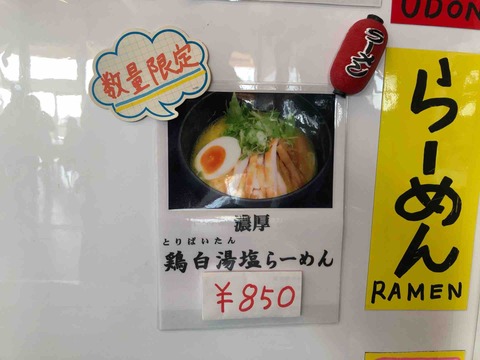 数量限定
らーめん
UDON
らーめん
RAMEN
濃厚
とりぱいたん
鶏白湯塩らーめん
¥850